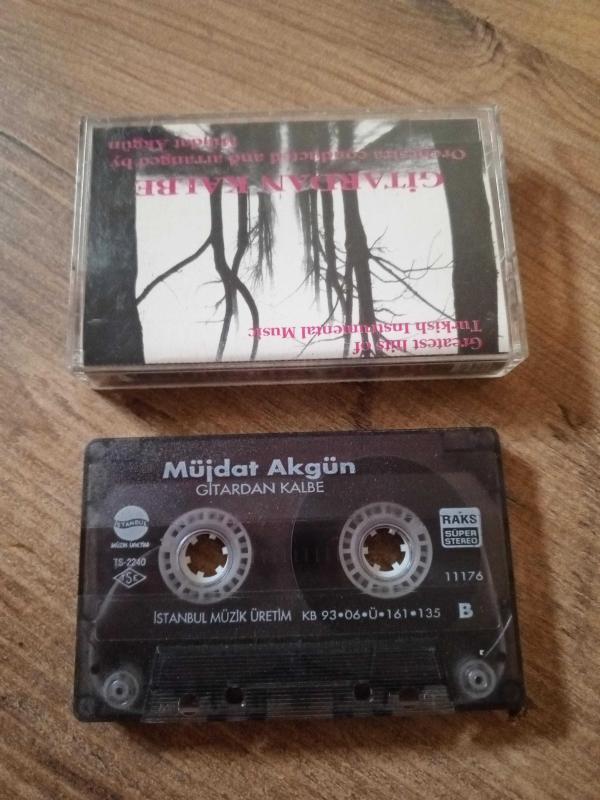 GİTARDAN KALBE
Orchestra conducted and arranged by
Müjdat Akgün
Greatest hits of
Turkish Instrumental Music
Müjdat Akgün
GİTARDAN KALBE
İSTANBUL
MÜZİK ÜRETİM
TS-2240
TSE
RAKS
SÜPER
STEREO
11176
İSTANBUL MÜZİK ÜRETİM KB 93•06•Ü•161•135 B